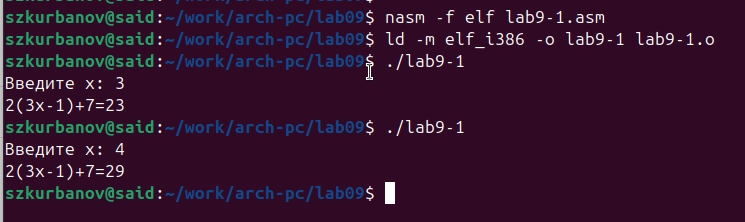 szkurbanov@said:~/work/arch-pc/lab09$ nasm -f elf lab9-1.asm
szkurbanov@said:~/work/arch-pc/lab09$ ld -m elf_i386 -o lab9-1 lab9-1.o
szkurbanov@said:~/work/arch-pc/lab09$ ./lab9-1
Введите x: 3
2(3x-1)+7=23
szkurbanov@said:~/work/arch-pc/lab09$ ./lab9-1
Введите x: 4
2(3x-1)+7=29
szkurbanov@said:~/work/arch-pc/lab09$